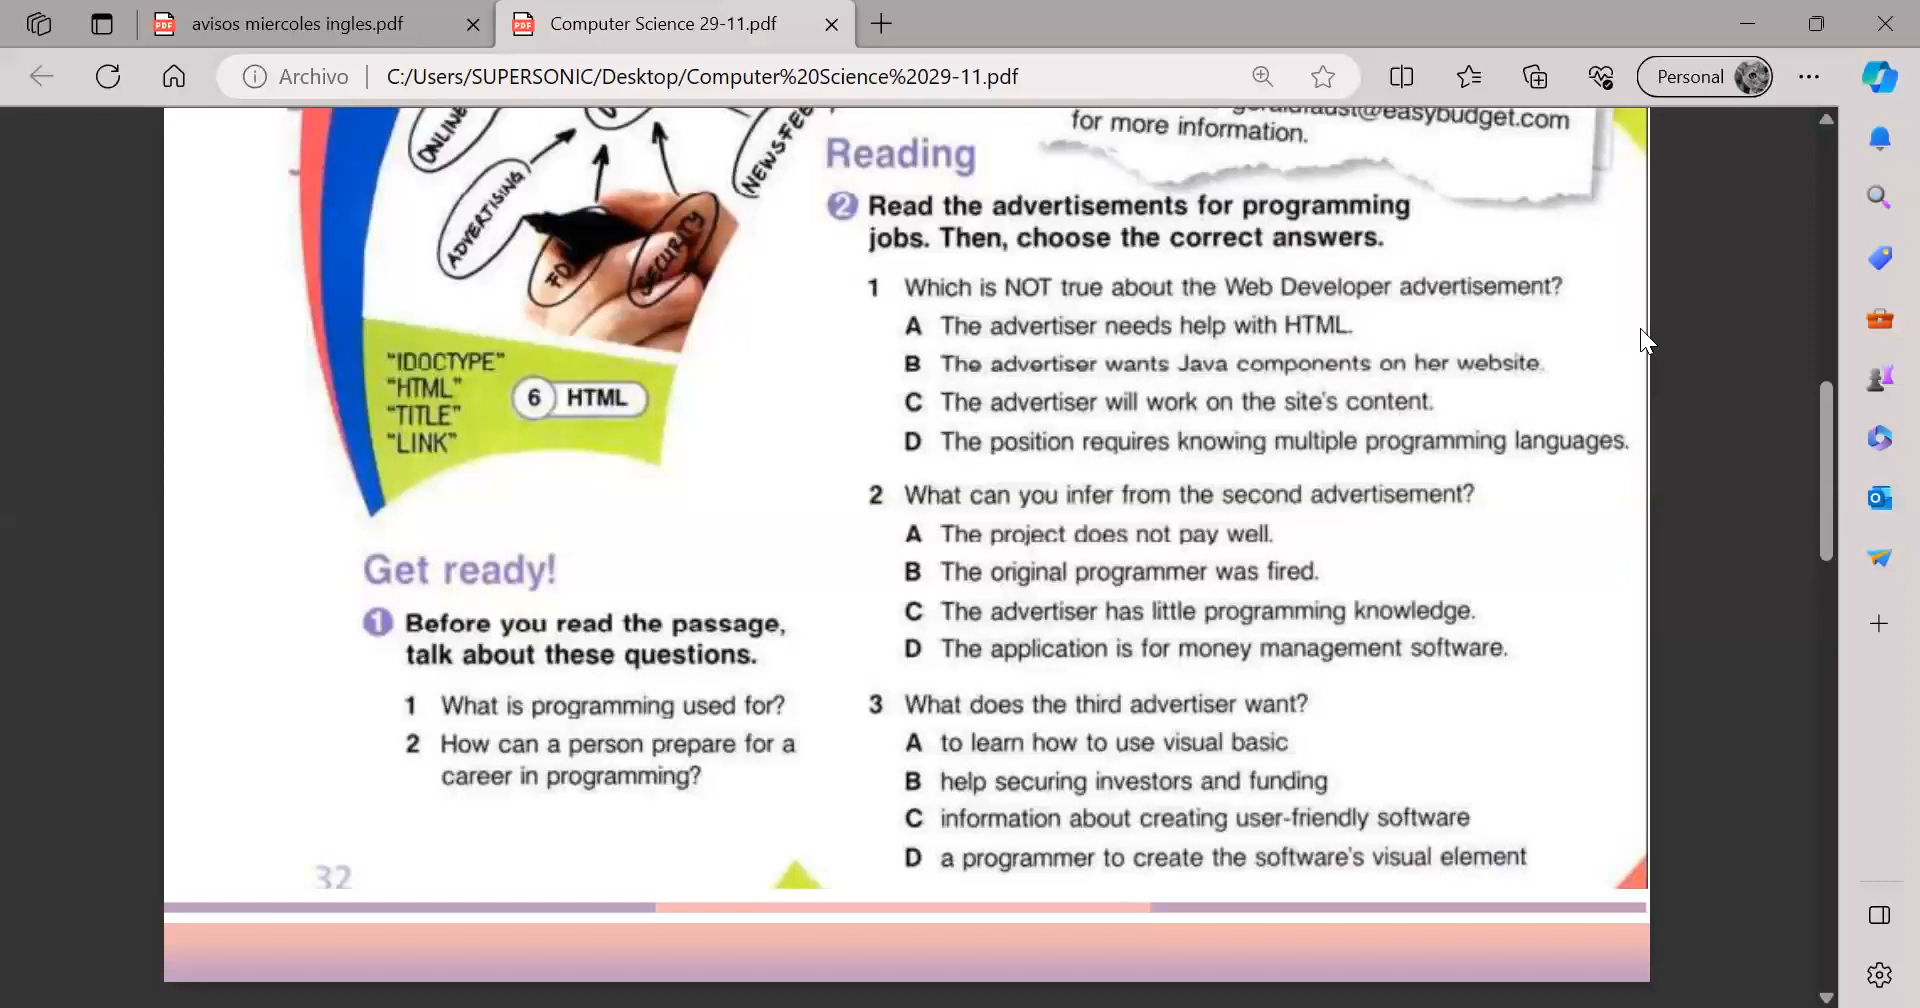 avisos miercoles ingles.pdf
Computer Science 29-11.pdf
Archivo
C:/Users/SUPERSONIC/Desktop/Computer%20Science%2029-11.pdf
Personal
ONLINE
ADVERTISING
SECURITY
"IDOCTYPE"
"HTML"
"TITLE"
"LINK"
6 HTML
Get ready!
1 Before you read the passage,
talk about these questions.
1 What is programming used for?
2 How can a person prepare for a
career in programming?
32
geraldfaust@easybudget.com
for more information.
Reading
2 Read the advertisements for programming
jobs. Then, choose the correct answers.
1 Which is NOT true about the Web Developer advertisement?
A The advertiser needs help with HTML.
B The advertiser wants Java components on her website.
C The advertiser will work on the site's content.
D The position requires knowing multiple programming languages.
2 What can you infer from the second advertisement?
A The project does not pay well.
B The original programmer was fired.
C The advertiser has little programming knowledge.
D The application is for money management software.
3 What does the third advertiser want?
A to learn how to use visual basic
B help securing investors and funding
C information about creating user-friendly software
D a programmer to create the software's visual element